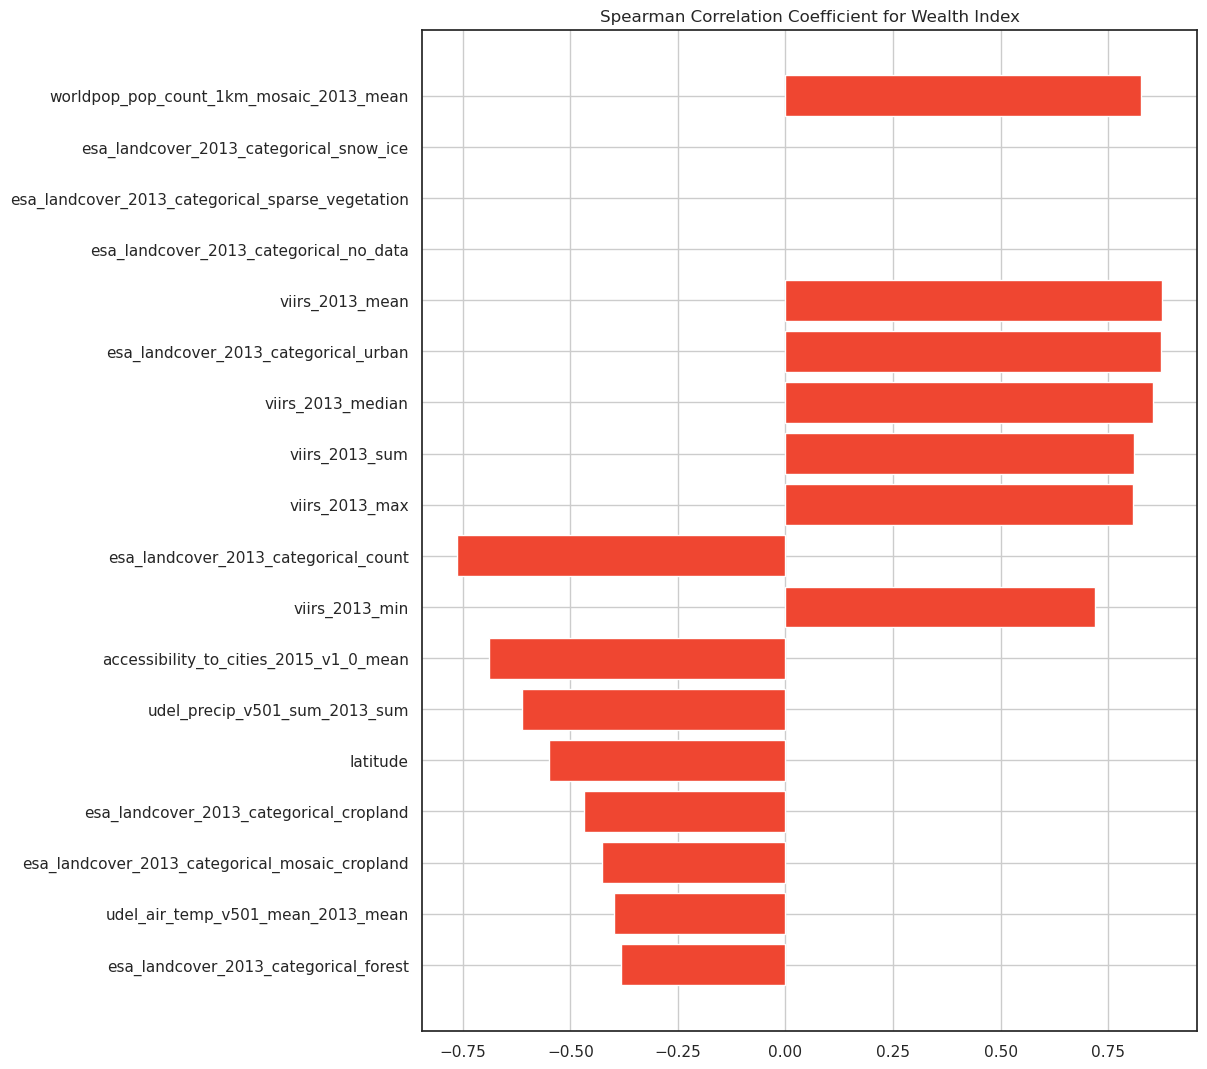 Spearman Correlation Coefficient for Wealth Index
worldpop_pop_count_1km_mosaic_2013_mean
esa_landcover_2013_categorical_snow_ice
esa_landcover_2013_categorical_sparse_vegetation
esa_landcover_2013_categorical_no_data
viirs_2013_mean
esa_landcover_2013_categorical_urban
viirs_2013_median
viirs_2013_sum
viirs_2013_max
esa_landcover_2013_categorical_count
viirs_2013_min
accessibility_to_cities_2015_v1_0_mean
udel_precip_v501_sum_2013_sum
latitude
esa_landcover_2013_categorical_cropland
esa_landcover_2013_categorical_mosaic_cropland
udel_air_temp_v501_mean_2013_mean
esa_landcover_2013_categorical_forest
−0.75 −0.50 −0.25 0.00 0.25 0.50 0.75